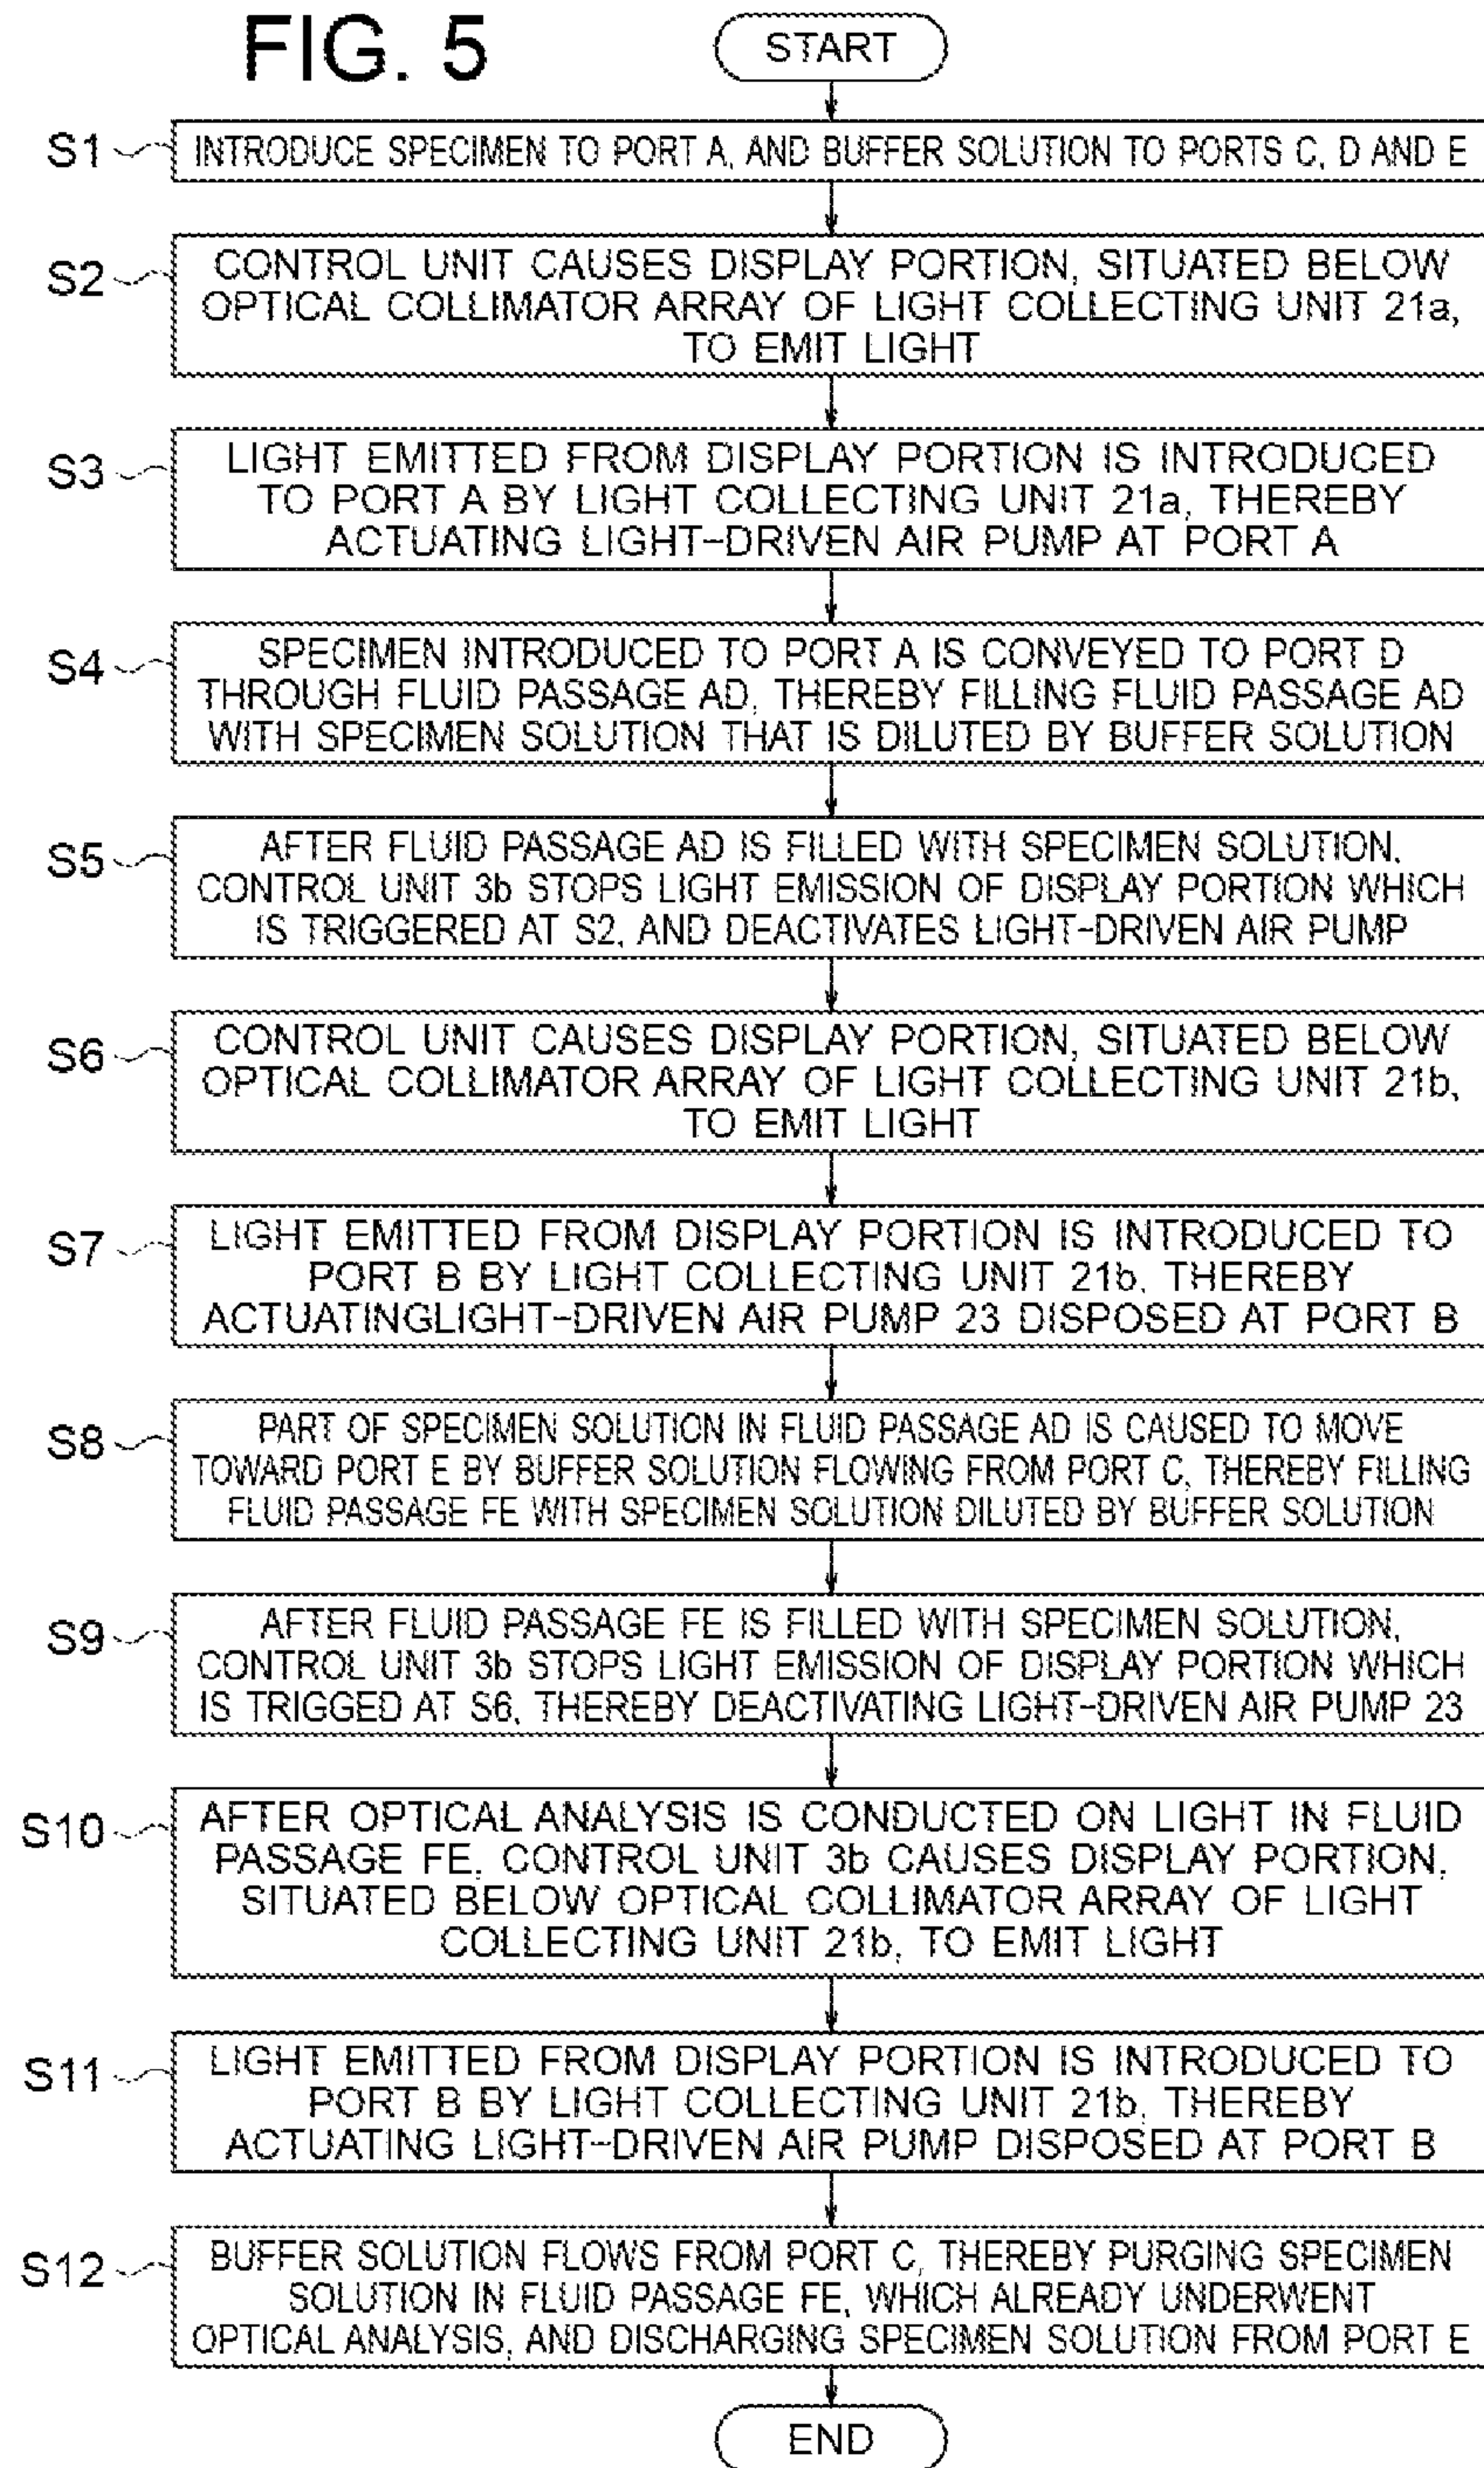 FIG. 5
START
S1
INTRODUCE SPECIMEN TO PORT A, AND BUFFER SOLUTION TO PORTS C, D AND E
S2
CONTROL UNIT CAUSES DISPLAY PORTION, SITUATED BELOW
OPTICAL COLLIMATOR ARRAY OF LIGHT COLLECTING UNIT 21a,
TO EMIT LIGHT
S3
LIGHT EMITTED FROM DISPLAY PORTION IS INTRODUCED
TO PORT A BY LIGHT COLLECTING UNIT 21a, THEREBY
ACTUATING LIGHT-DRIVEN AIR PUMP AT PORT A
S4
SPECIMEN INTRODUCED TO PORT A IS CONVEYED TO PORT D
THROUGH FLUID PASSAGE AD, THEREBY FILLING FLUID PASSAGE AD
WITH SPECIMEN SOLUTION THAT IS DILUTED BY BUFFER SOLUTION
S5
AFTER FLUID PASSAGE AD IS FILLED WITH SPECIMEN SOLUTION,
CONTROL UNIT 3b STOPS LIGHT EMISSION OF DISPLAY PORTION WHICH
IS TRIGGERED AT S2, AND DEACTIVATES LIGHT-DRIVEN AIR PUMP
S6
CONTROL UNIT CAUSES DISPLAY PORTION, SITUATED BELOW
OPTICAL COLLIMATOR ARRAY OF LIGHT COLLECTING UNIT 21b,
TO EMIT LIGHT
S7
LIGHT EMITTED FROM DISPLAY PORTION IS INTRODUCED TO
PORT B BY LIGHT COLLECTING UNIT 21b, THEREBY
ACTUATINGLIGHT-DRIVEN AIR PUMP 23 DISPOSED AT PORT B
S8
PART OF SPECIMEN SOLUTION IN FLUID PASSAGE AD IS CAUSED TO MOVE
TOWARD PORT E BY BUFFER SOLUTION FLOWING FROM PORT C, THEREBY FILLING
FLUID PASSAGE FE WITH SPECIMEN SOLUTION DILUTED BY BUFFER SOLUTION
S9
AFTER FLUID PASSAGE FE IS FILLED WITH SPECIMEN SOLUTION,
CONTROL UNIT 3b STOPS LIGHT EMISSION OF DISPLAY PORTION WHICH
IS TRIGGED AT S6, THEREBY DEACTIVATING LIGHT-DRIVEN AIR PUMP 23
S10
AFTER OPTICAL ANALYSIS IS CONDUCTED ON LIGHT IN FLUID
PASSAGE FE, CONTROL UNIT 3b CAUSES DISPLAY PORTION,
SITUATED BELOW OPTICAL COLLIMATOR ARRAY OF LIGHT
COLLECTING UNIT 21b, TO EMIT LIGHT
S11
LIGHT EMITTED FROM DISPLAY PORTION IS INTRODUCED TO
PORT B BY LIGHT COLLECTING UNIT 21b, THEREBY
ACTUATING LIGHT-DRIVEN AIR PUMP DISPOSED AT PORT B
S12
BUFFER SOLUTION FLOWS FROM PORT C, THEREBY PURGING SPECIMEN
SOLUTION IN FLUID PASSAGE FE, WHICH ALREADY UNDERWENT
OPTICAL ANALYSIS, AND DISCHARGING SPECIMEN SOLUTION FROM PORT E
END